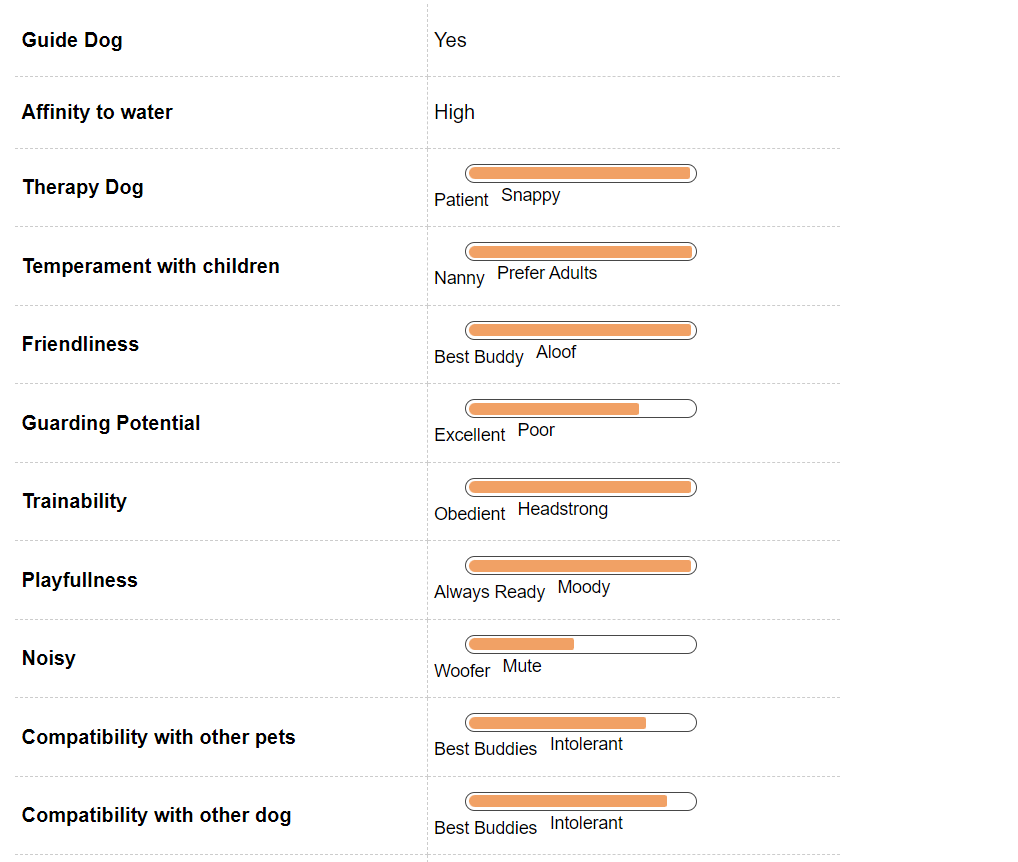 Guide Dog Yes
Affinity to water High
Therapy Dog Patient Snappy
Temperament with children Nanny Prefer Adults
Friendliness Best Buddy Aloof
Guarding Potential Excellent Poor
Trainability Obedient Headstrong
Playfullness Always Ready Moody
Noisy Woofer Mute
Compatibility with other pets Best Buddies Intolerant
Compatibility with other dog Best Buddies Intolerant